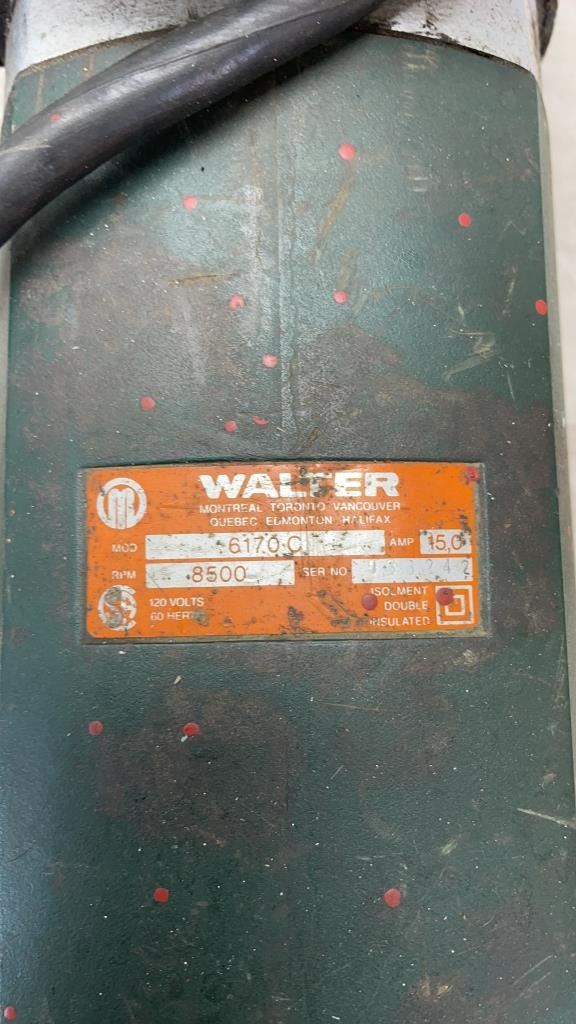 WALTER
MONTREAL TORONTO VANCOUVER
QUEBEC EDMONTON HALIFAX
MOD 6170 C AMP 15,0
RPM 8500 SER NO 242
120 VOLTS
60 HERTZ
DOUBLE
INSULATED